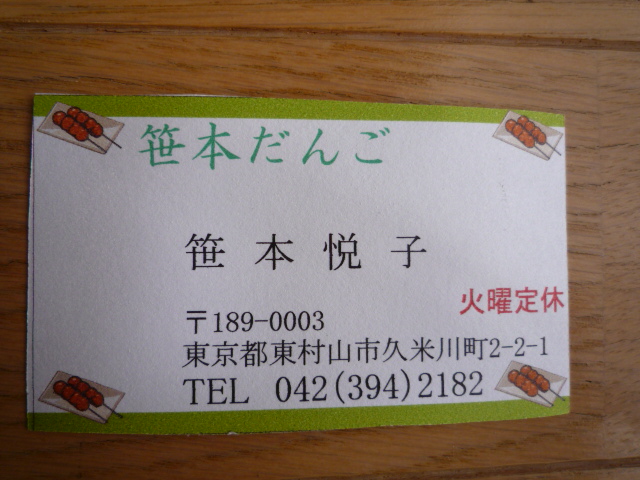 笹本だんご
笹本悦子
火曜定休
〒189-0003
東京都東村山市久米川町2-2-1
TEL 042(394)2182